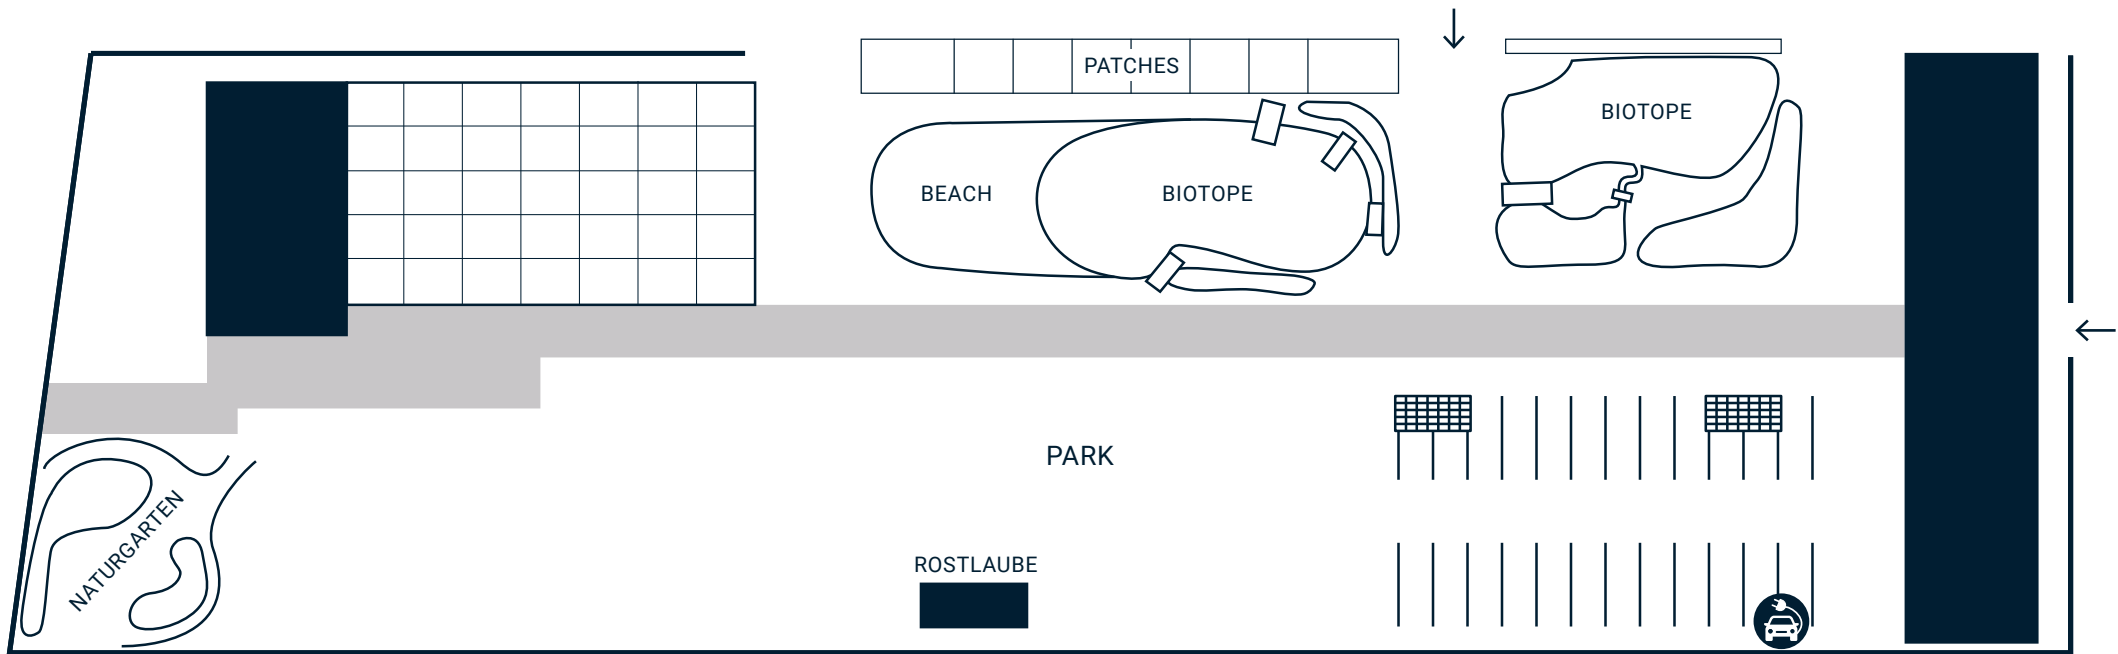 PATCHES
BIOTOPE
BEACH
BIOTOPE
PARK
NATURGARTEN
ROSTLAUBE